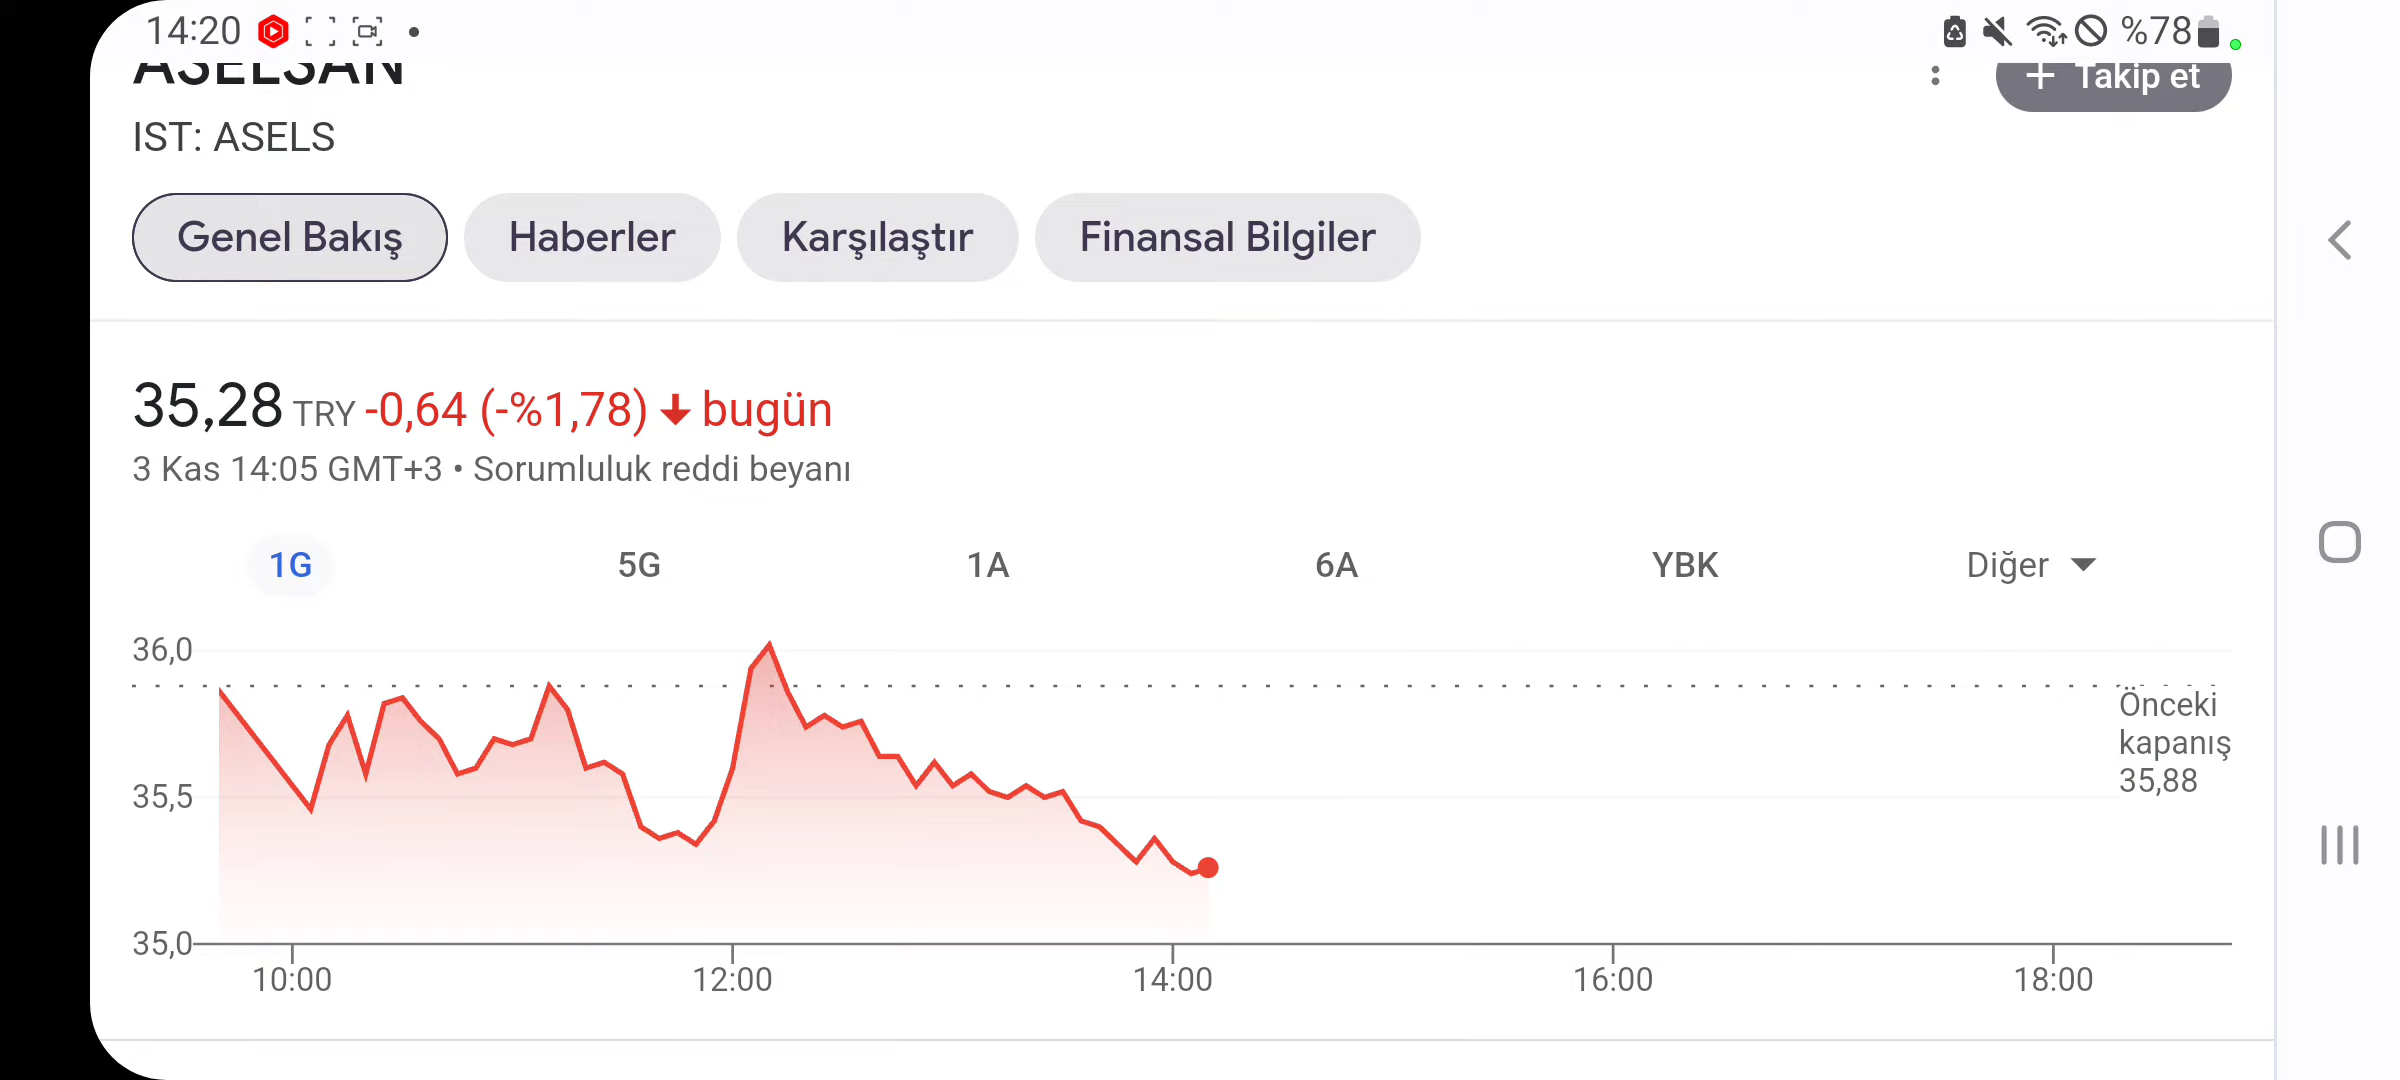 14:20 %78
ASELSAN
+ Takip et
IST: ASELS
Genel Bakış Haberler Karşılaştır Finansal Bilgiler
35,28 TRY -0,64 (-%1,78) ↓ bugün
3 Kas 14:05 GMT+3 • Sorumluluk reddi beyanı
1G 5G 1A 6A YBK Diğer
36,0
Önceki
kapanış
35,88
35,5
35,0
10:00 12:00 14:00 16:00 18:00